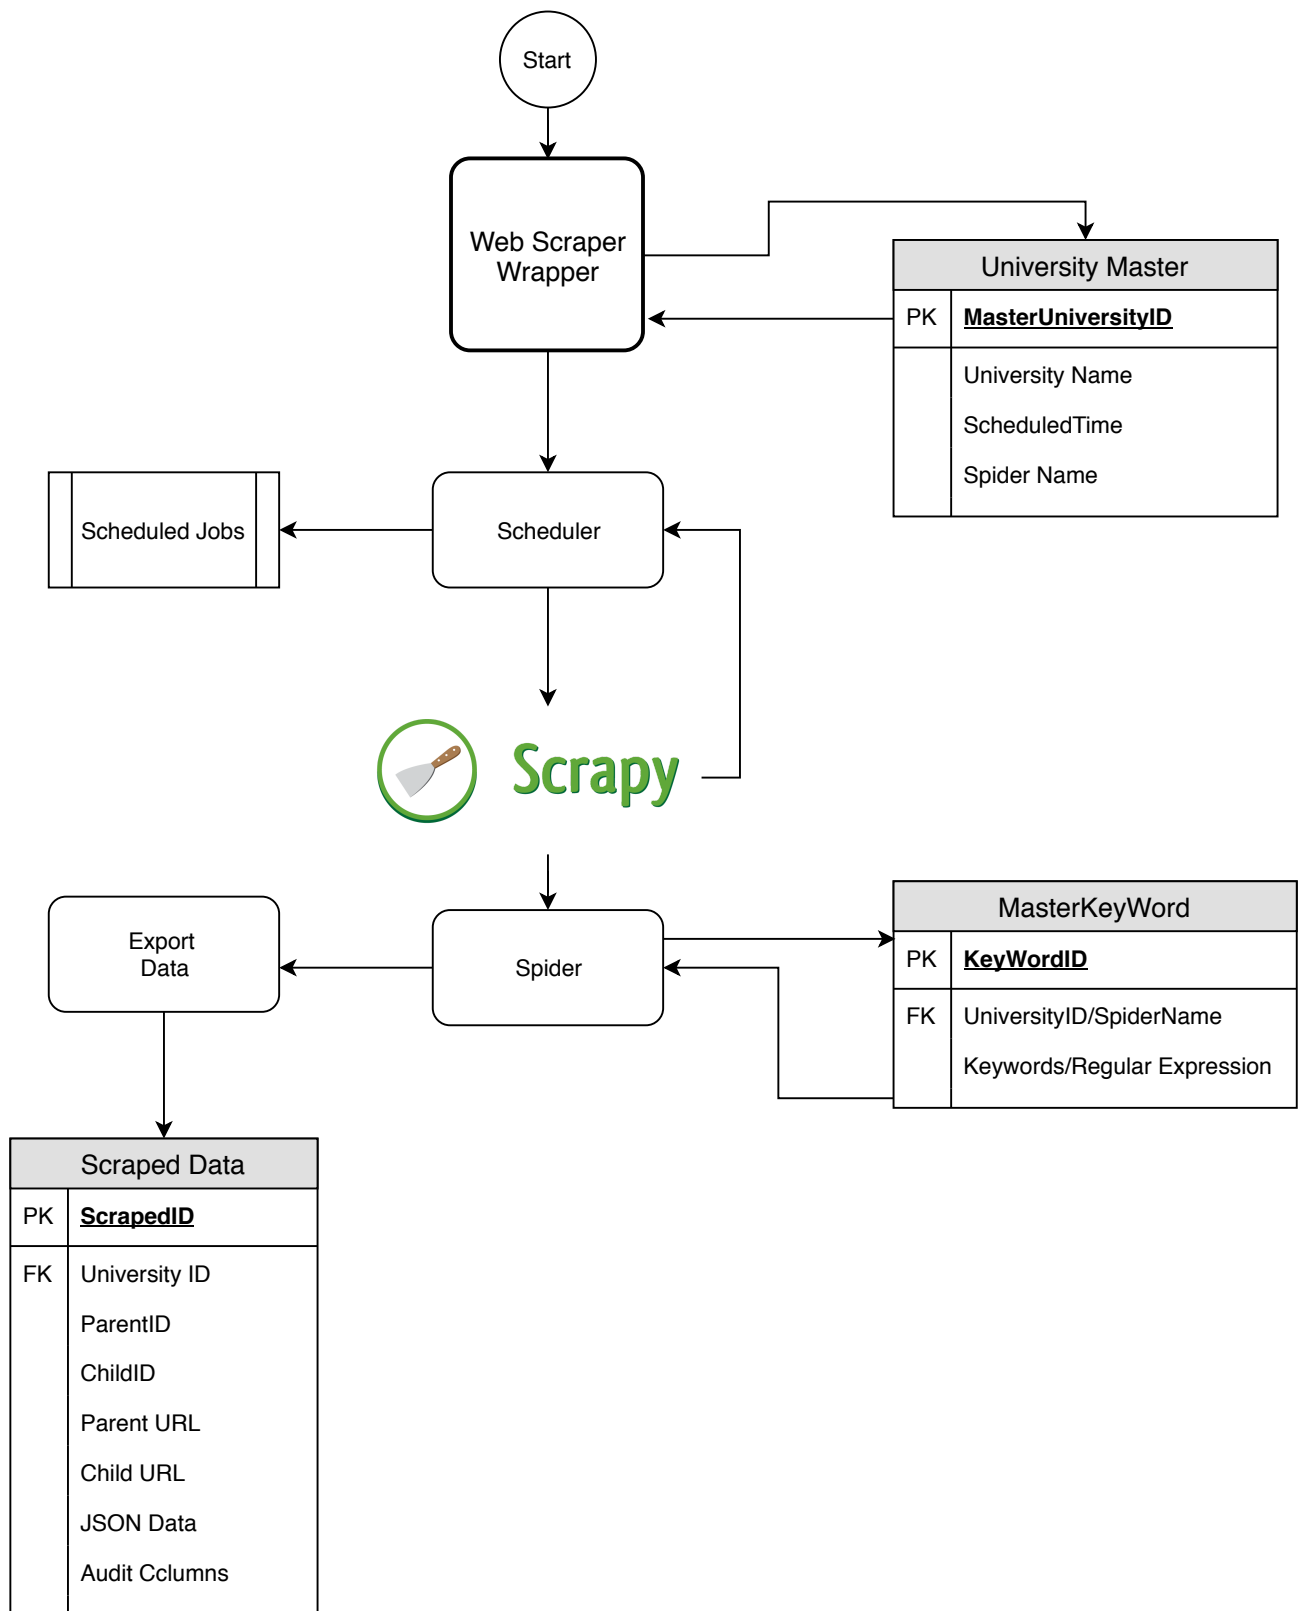 Start
Web Scraper
Wrapper
University Master
PK MasterUniversityID
University Name
ScheduledTime
Spider Name
Scheduled Jobs
Scheduler
Scrapy
Export
Data
Spider
MasterKeyWord
PK KeyWordID
FK UniversityID/SpiderName
Keywords/Regular Expression
Scraped Data
PK ScrapedID
FK University ID
ParentID
ChildID
Parent URL
Child URL
JSON Data
Audit Cclumns